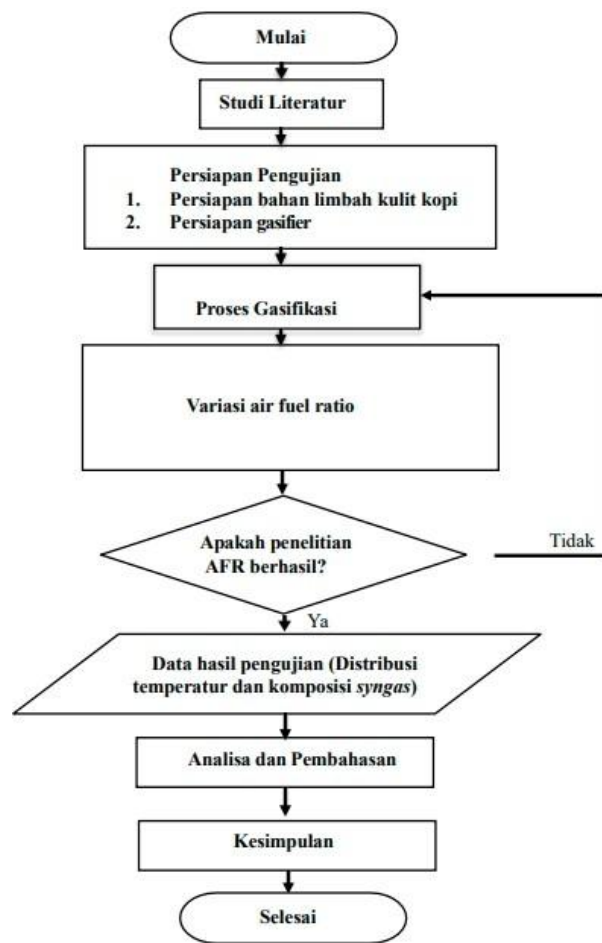 Mulai
Studi Literatur
Persiapan Pengujian
1. Persiapan bahan limbah kulit kopi
2. Persiapan gasifier
Proses Gasifikasi
Variasi air fuel ratio
Apakah penelitian
AFR berhasil?
Tidak
Ya
Data hasil pengujian (Distribusi
temperatur dan komposisi syngas)
Analisa dan Pembahasan
Kesimpulan
Selesai